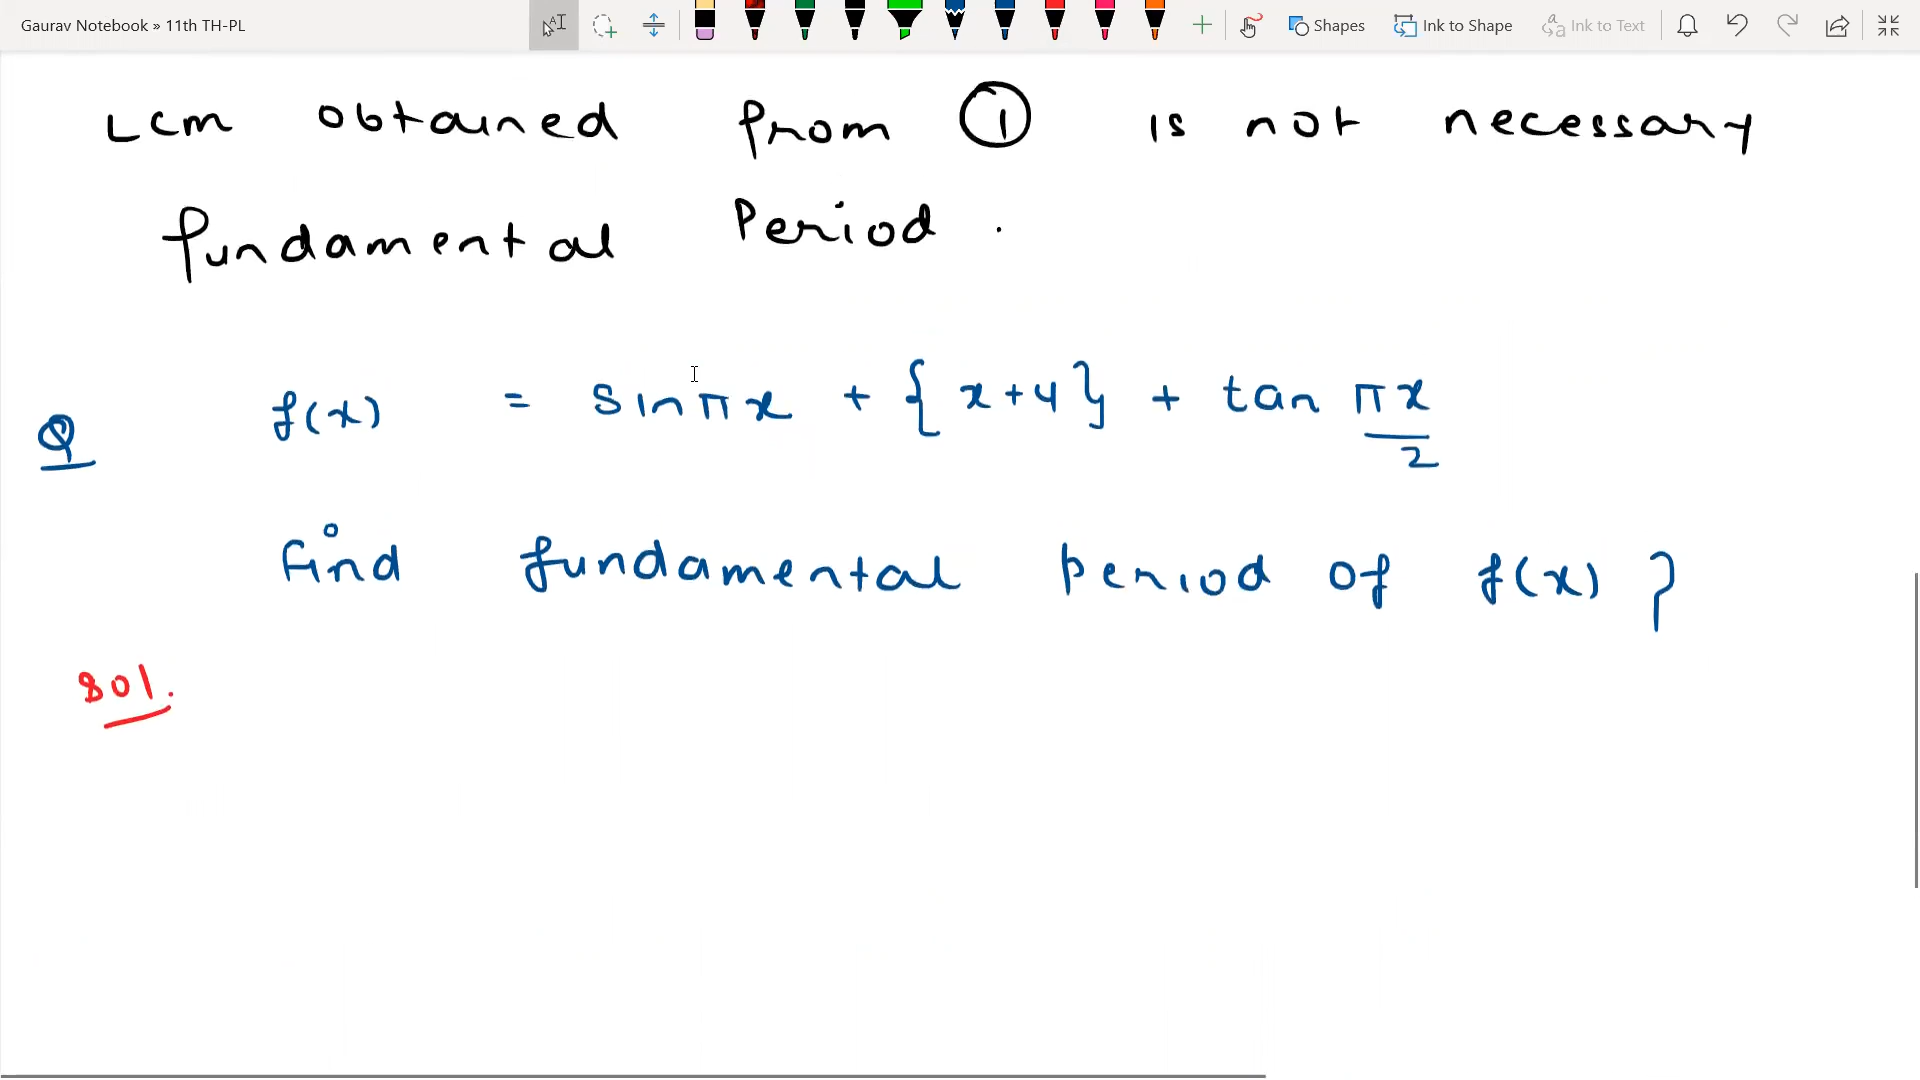 Gaurav Notebook » 11th TH-PL
Shapes Ink to Shape Ink to Text
LCM obtained from ① is not necessary
fundamental Period .
Q f(x) = sinπx + { x+4} + tan πx/2
Find fundamental period of f(x) ?
Sol.